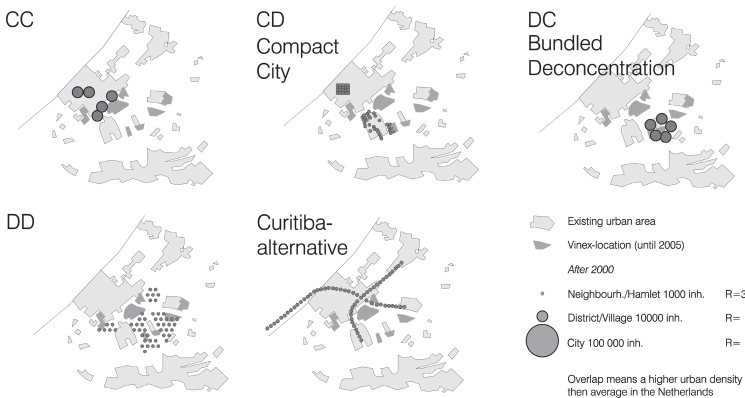 CC
CD
Compact
City
DC
Bundled
Deconcentration
DD
Curitiba-
alternative
Existing urban area
Vinex-location (until 2005)
After 2000
Neighbourh./Hamlet 1000 inh. R=3
District/Village 10000 inh. R=
City 100 000 inh. R=
Overlap means a higher urban density
then average in the Netherlands